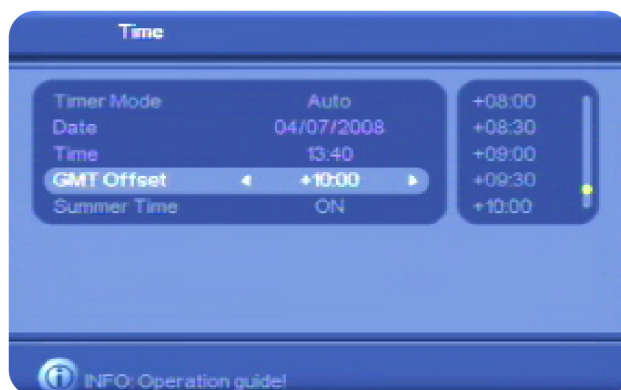 Time
Timer Mode Auto
Date 04/07/2008
Time 13:40
GMT Offset +10:00
Summer Time ON
+08:00
+08:30
+09:00
+09:30
+10:00
INFO: Operation guide!